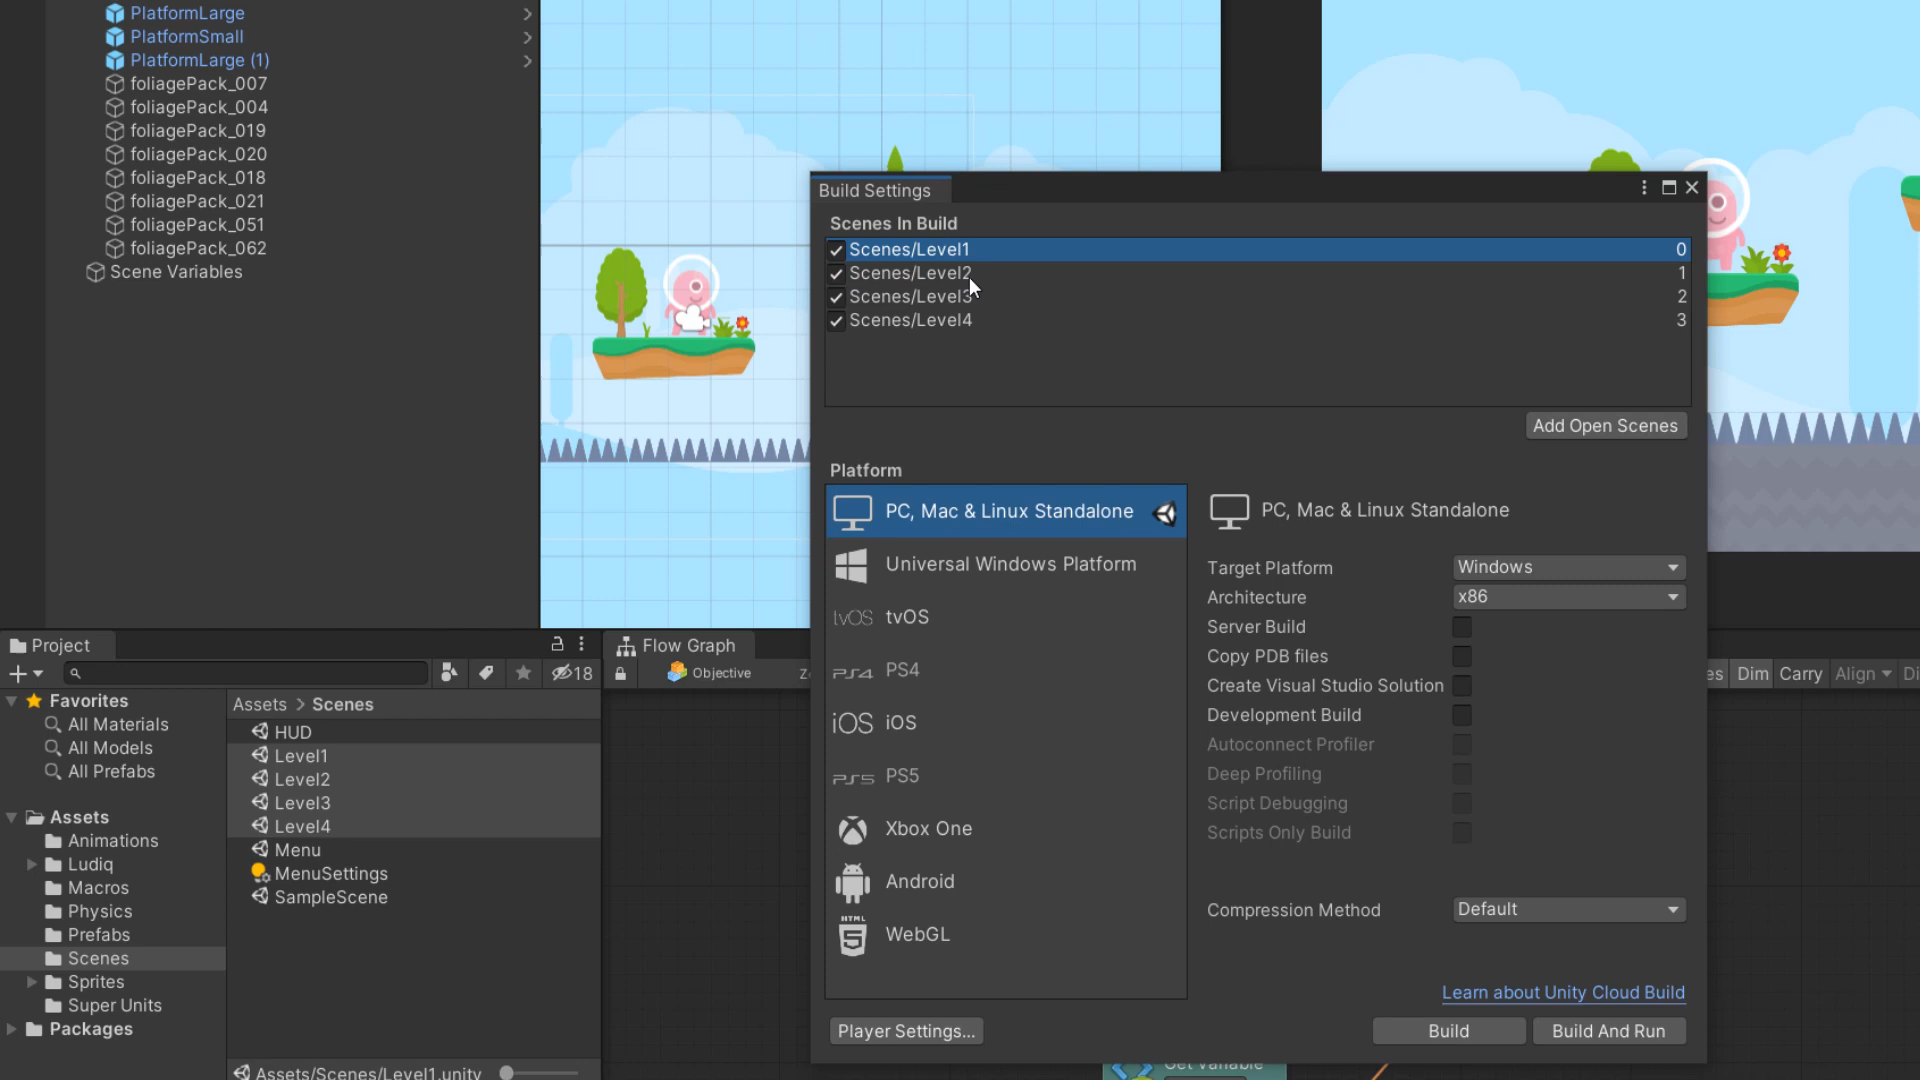 PlatformLarge
PlatformSmall
PlatformLarge (1)
foliagePack_007
foliagePack_004
foliagePack_019
foliagePack_020
foliagePack_018
foliagePack_021
foliagePack_051
foliagePack_062
Scene Variables
Build Settings
Scenes In Build
Scenes/Level1 0
Scenes/Level2 1
Scenes/Level3 2
Scenes/Level4 3
Add Open Scenes
Platform
PC, Mac & Linux Standalone
Universal Windows Platform
tvOS tvOS
PS4 PS4
iOS iOS
PS5 PS5
Xbox One
Android
HTML 5 WebGL
PC, Mac & Linux Standalone
Target Platform Windows
Architecture x86
Server Build
Copy PDB files
Create Visual Studio Solution
Development Build
Autoconnect Profiler
Deep Profiling
Script Debugging
Scripts Only Build
Compression Method Default
Learn about Unity Cloud Build
Player Settings...
Build
Build And Run
Project
18
Favorites
All Materials
All Models
All Prefabs
Assets
Animations
Ludiq
Macros
Physics
Prefabs
Scenes
Sprites
Super Units
Packages
Assets > Scenes
HUD
Level1
Level2
Level3
Level4
Menu
MenuSettings
SampleScene
Assets/Scenes/Level1.unity
Flow Graph
Objective
Dim Carry Align
Get Variable